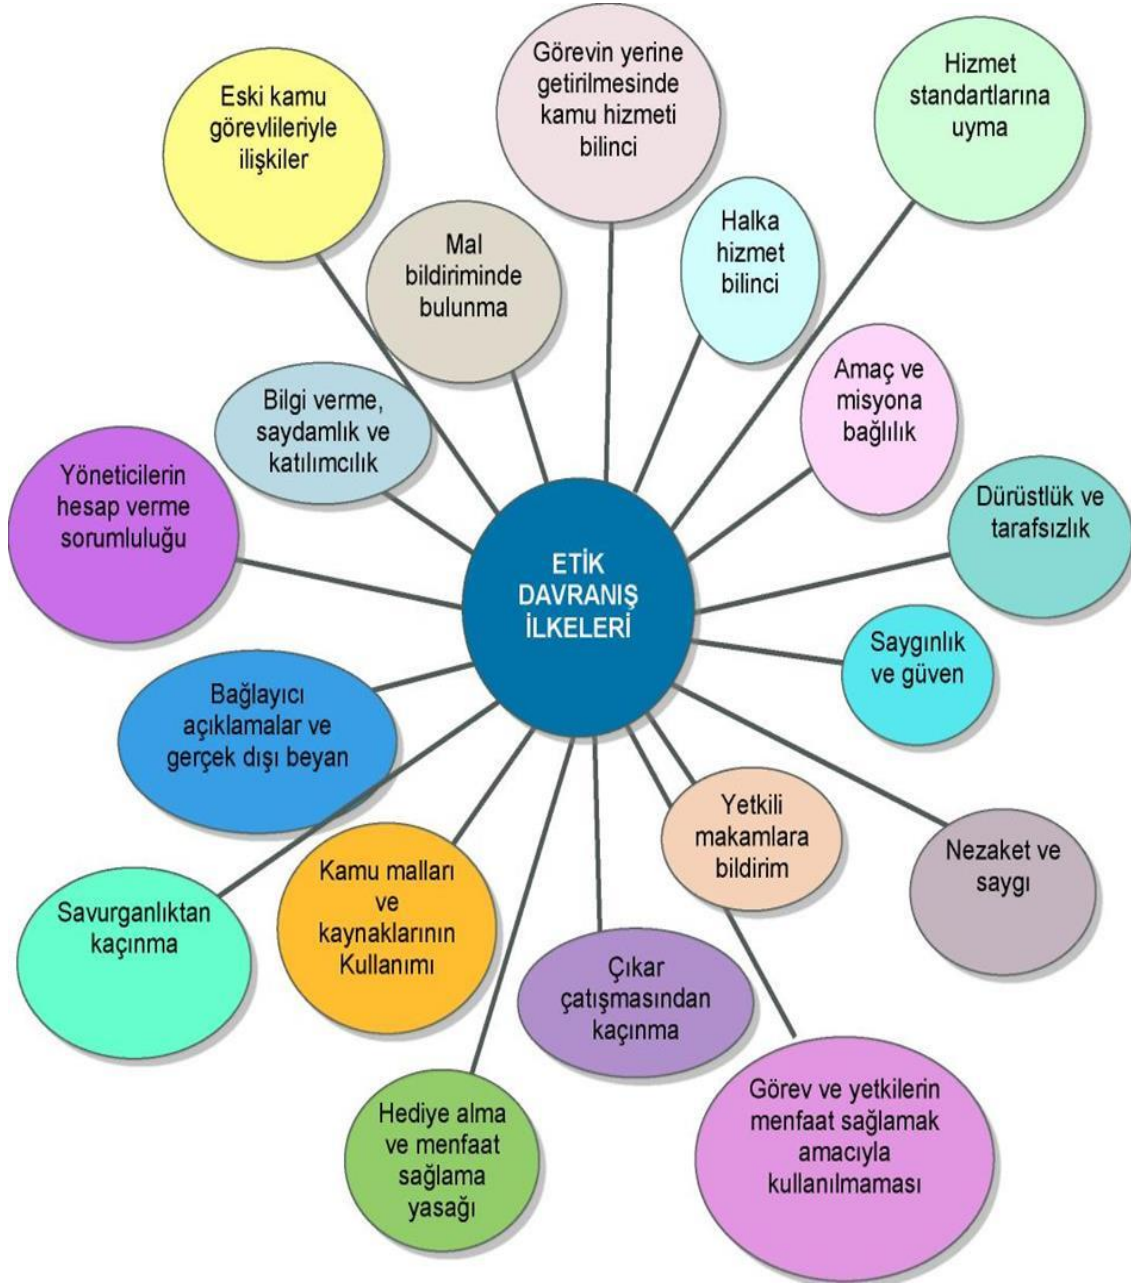 Görevin yerine
getirilmesinde
kamu hizmeti
bilinci
Hizmet
standartlarına
uyma
Eski kamu
görevlileriyle
ilişkiler
Halka
hizmet
bilinci
Mal
bildiriminde
bulunma
Amaç ve
misyona
bağlılık
Bilgi verme,
saydamlık ve
katılımcılık
Yöneticilerin
hesap verme
sorumluluğu
Dürüstlük ve
tarafsızlık
ETİK
DAVRANIŞ
İLKELERİ
Saygınlık
ve güven
Bağlayıcı
açıklamalar ve
gerçek dışı beyan
Yetkili
makamlara
bildirim
Nezaket ve
saygı
Kamu malları
ve
kaynaklarının
Kullanımı
Savurganlıktan
kaçınma
Çıkar
çatışmasından
kaçınma
Hediye alma
ve menfaat
sağlama
yasağı
Görev ve yetkilerin
menfaat sağlamak
amacıyla
kullanılmaması